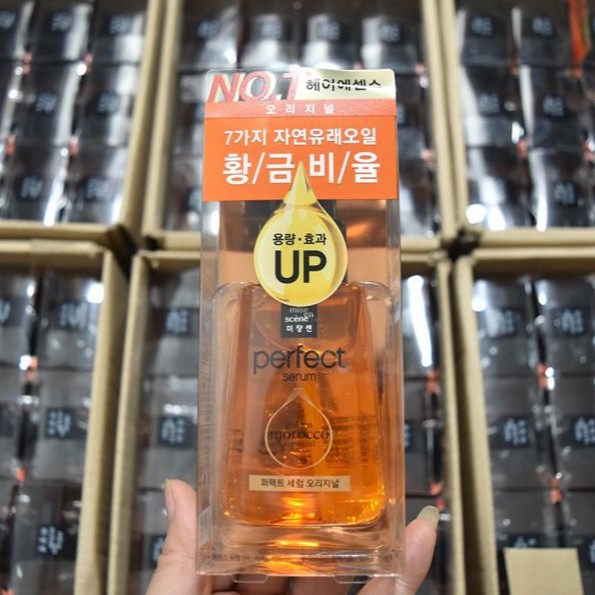 NO.1 헤어에센스
오리지널
7가지 자연유래오일
황/금 비/율
용량·효과
UP
mise
en
scène
미쟝센
perfect
serum
morocco
퍼펙트 세럼 오리지널